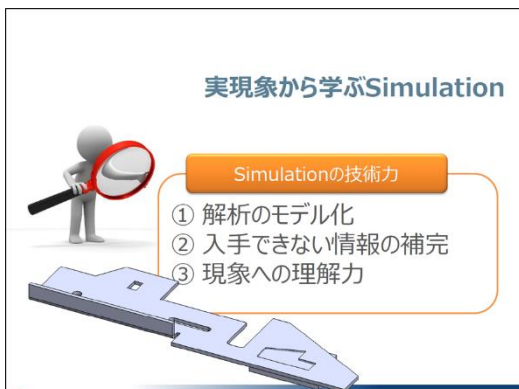 実現象から学ぶSimulation
Simulationの技術力
① 解析のモデル化
② 入手できない情報の補完
③ 現象への理解力